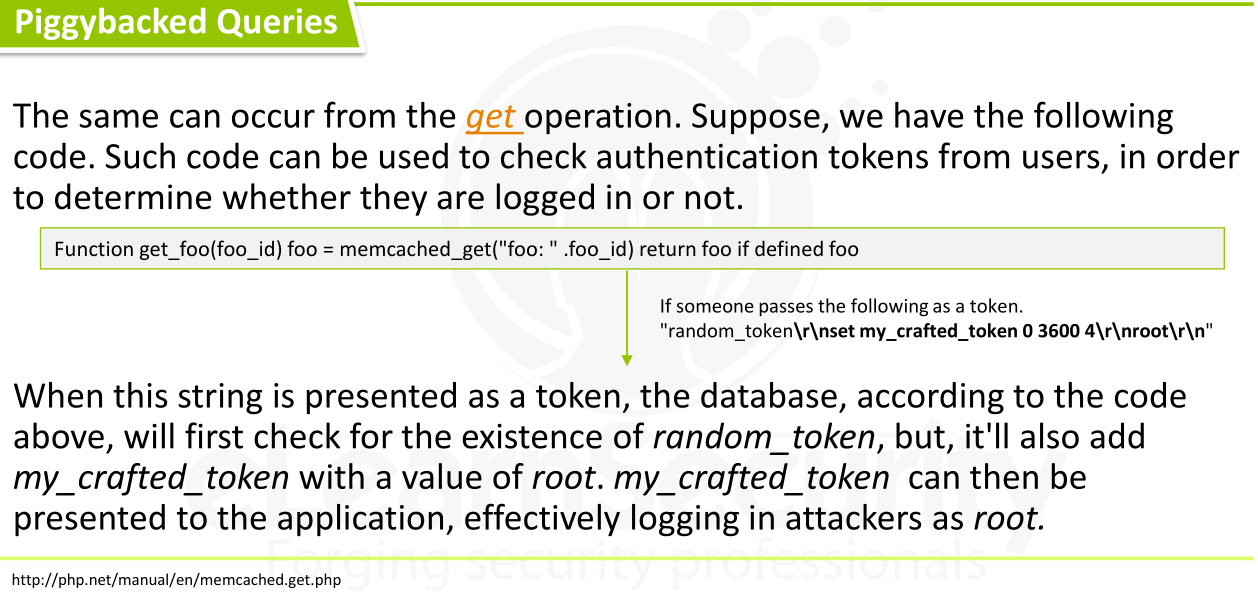 Piggybacked Queries
The same can occur from the get operation. Suppose, we have the following
code. Such code can be used to check authentication tokens from users, in order
to determine whether they are logged in or not.
Function get_foo(foo_id) foo = memcached_get("foo: " .foo_id) return foo if defined foo
If someone passes the following as a token.
"random_token\r\nset my_crafted_token 0 3600 4\r\nroot\r\n"
When this string is presented as a token, the database, according to the code
above, will first check for the existence of random_token, but, it'll also add
my_crafted_token with a value of root. my_crafted_token  can then be
presented to the application, effectively logging in attackers as root.
eLearnSecurity
Forging security professionals
http://php.net/manual/en/memcached.get.php